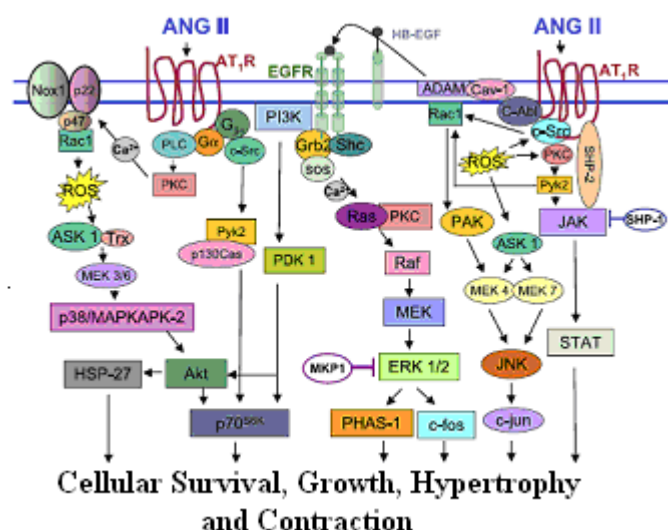 ANG II
HB-EGF
ANG II
AT1R
EGFR
AT1R
Nox1
p22
ADAM
Cav-1
C-Abl
p47
Rac1
Ca2+
PLC
Gα
Gβγ
c-Src
PI3K
Grb2
Shc
sos
Ca2+
Rac1
c-Src
ROS
PKC
SHP-2
Pyk2
PKC
ROS
ASK 1
Trx
Pyk2
p130Cas
PDK 1
Ras
PKC
PAK
ASK 1
JAK
SHP-1
MEK 3/6
Raf
MEK 4
MEK 7
p38/MAPKAPK-2
MEK
STAT
HSP-27
Akt
MKP1
ERK 1/2
JNK
p70S6K
PHAS-1
c-fos
c-jun
Cellular Survival, Growth, Hypertrophy
and Contraction